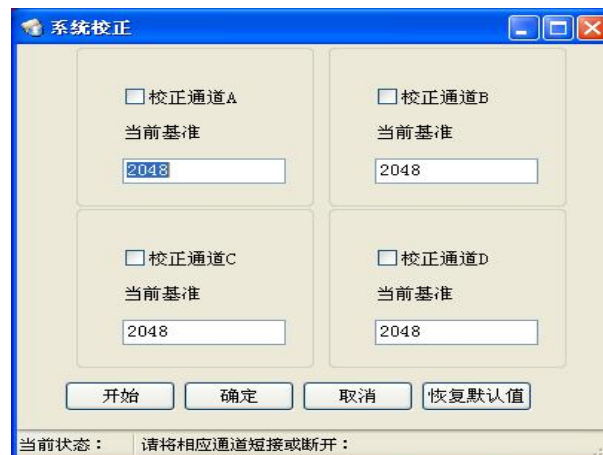 系统校正
校正通道A
校正通道B
当前基准
当前基准
2048
2048
校正通道C
校正通道D
当前基准
当前基准
2048
2048
开始 确定 取消 恢复默认值
当前状态： 请将相应通道短接或断开：